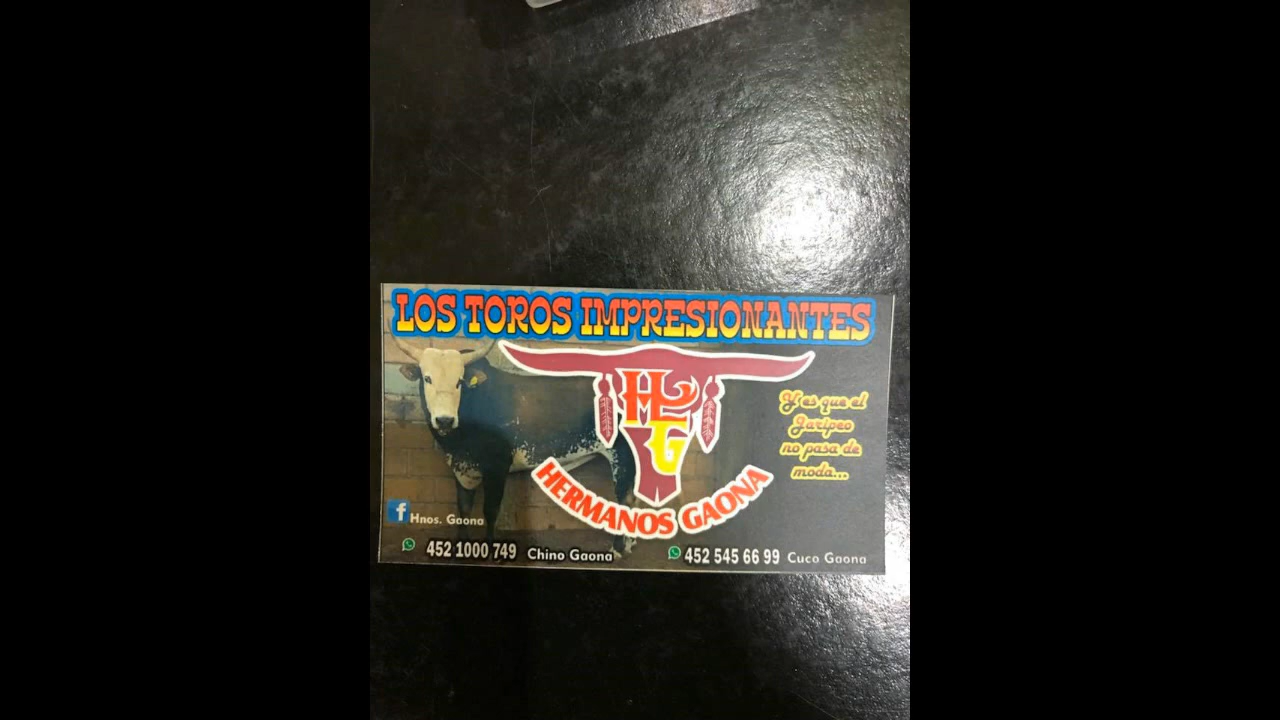 LOS TOROS IMPRESIONANTES
HG
HERMANOS GAONA
Y es que el
Jaripeo
no pasa de
moda...
f Hnos. Gaona
452 1000 749 Chino Gaona
452 545 66 99 Cuco Gaona